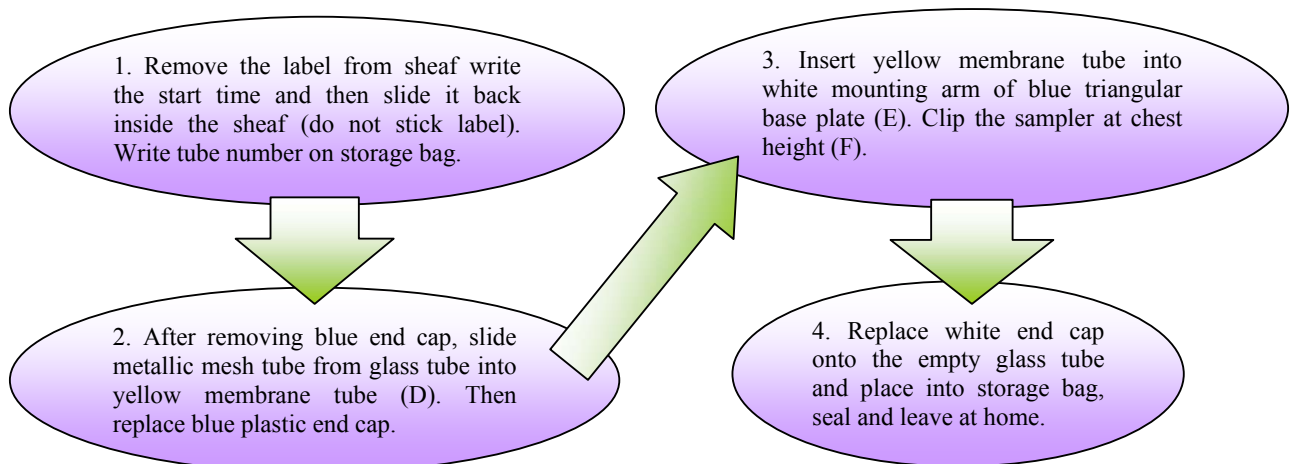 1. Remove the label from sheaf write
the start time and then slide it back
inside the sheaf (do not stick label).
Write tube number on storage bag.
2. After removing blue end cap, slide
metallic mesh tube from glass tube into
yellow membrane tube (D). Then
replace blue plastic end cap.
3. Insert yellow membrane tube into
white mounting arm of blue triangular
base plate (E). Clip the sampler at chest
height (F).
4. Replace white end cap
onto the empty glass tube
and place into storage bag,
seal and leave at home.